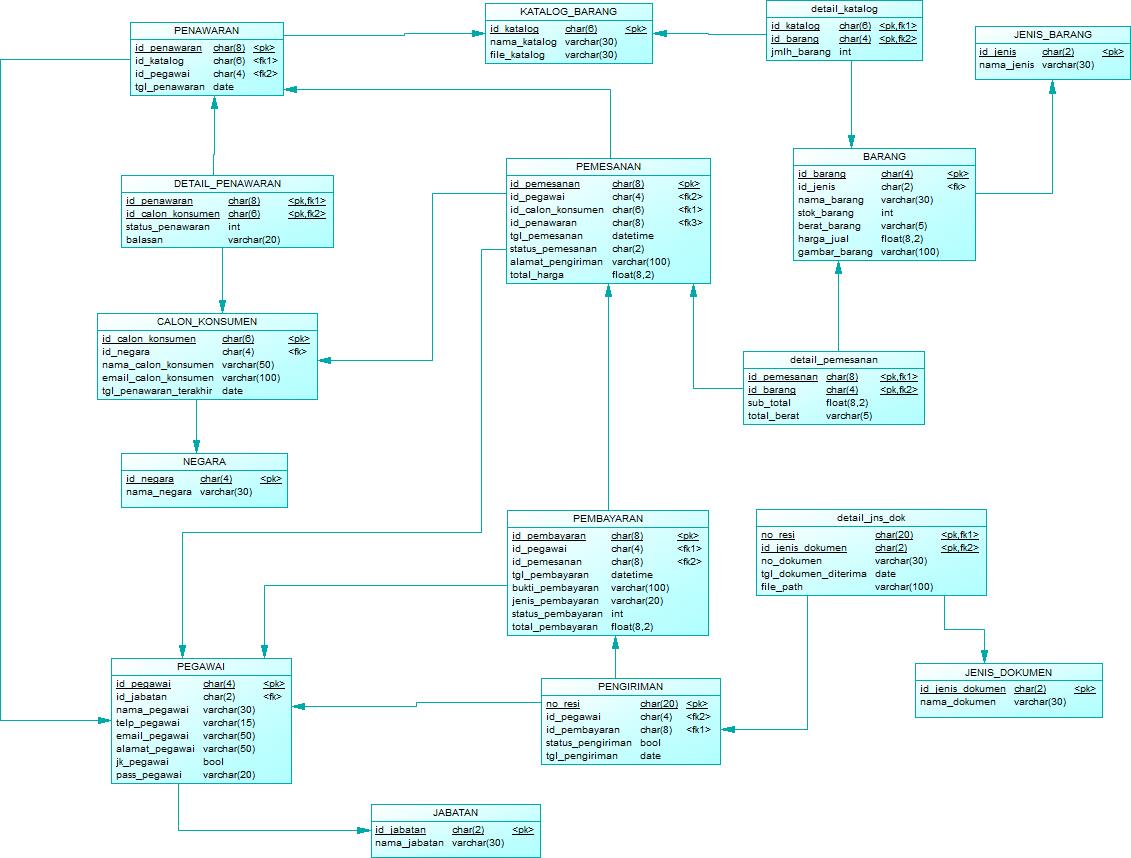 PENAWARAN
id_penawaran char(8) <pk>
id_katalog char(6) <fk1>
id_pegawai char(4) <fk2>
tgl_penawaran date
KATALOG_BARANG
id_katalog char(6) <pk>
nama_katalog varchar(30)
file_katalog varchar(30)
detail_katalog
id_katalog char(6) <pk,fk1>
id_barang char(4) <pk,fk2>
jmlh_barang int
JENIS_BARANG
id_jenis char(2) <pk>
nama_jenis varchar(30)
DETAIL_PENAWARAN
id_penawaran char(8) <pk,fk1>
id_calon_konsumen char(6) <pk,fk2>
status_penawaran int
balasan varchar(20)
PEMESANAN
id_pemesanan char(8) <pk>
id_pegawai char(4) <fk2>
id_calon_konsumen char(6) <fk1>
id_penawaran char(8) <fk3>
tgl_pemesanan datetime
status_pemesanan char(2)
alamat_pengiriman varchar(100)
total_harga float(8,2)
BARANG
id_barang char(4) <pk>
id_jenis char(2) <fk>
nama_barang varchar(30)
stok_barang int
berat_barang varchar(5)
harga_jual float(8,2)
gambar_barang varchar(100)
CALON_KONSUMEN
id_calon_konsumen char(6) <pk>
id_negara char(4) <fk>
nama_calon_konsumen varchar(50)
email_calon_konsumen varchar(100)
tgl_penawaran_terakhir date
detail_pemesanan
id_pemesanan char(8) <pk,fk1>
id_barang char(4) <pk,fk2>
sub_total float(8,2)
total_berat varchar(5)
NEGARA
id_negara char(4) <pk>
nama_negara varchar(30)
PEMBAYARAN
id_pembayaran char(8) <pk>
id_pegawai char(4) <fk1>
id_pemesanan char(8) <fk2>
tgl_pembayaran datetime
bukti_pembayaran varchar(100)
jenis_pembayaran varchar(20)
status_pembayaran int
total_pembayaran float(8,2)
detail_jns_dok
no_resi char(20) <pk,fk1>
id_jenis_dokumen char(2) <pk,fk2>
no_dokumen varchar(30)
tgl_dokumen_diterima date
file_path varchar(100)
PEGAWAI
id_pegawai char(4) <pk>
id_jabatan char(2) <fk>
nama_pegawai varchar(30)
telp_pegawai varchar(15)
email_pegawai varchar(50)
alamat_pegawai varchar(50)
jk_pegawai bool
pass_pegawai varchar(20)
PENGIRIMAN
no_resi char(20) <pk>
id_pegawai char(4) <fk2>
id_pembayaran char(8) <fk1>
status_pengiriman bool
tgl_pengiriman date
JENIS_DOKUMEN
id_jenis_dokumen char(2) <pk>
nama_dokumen varchar(30)
JABATAN
id_jabatan char(2) <pk>
nama_jabatan varchar(30)